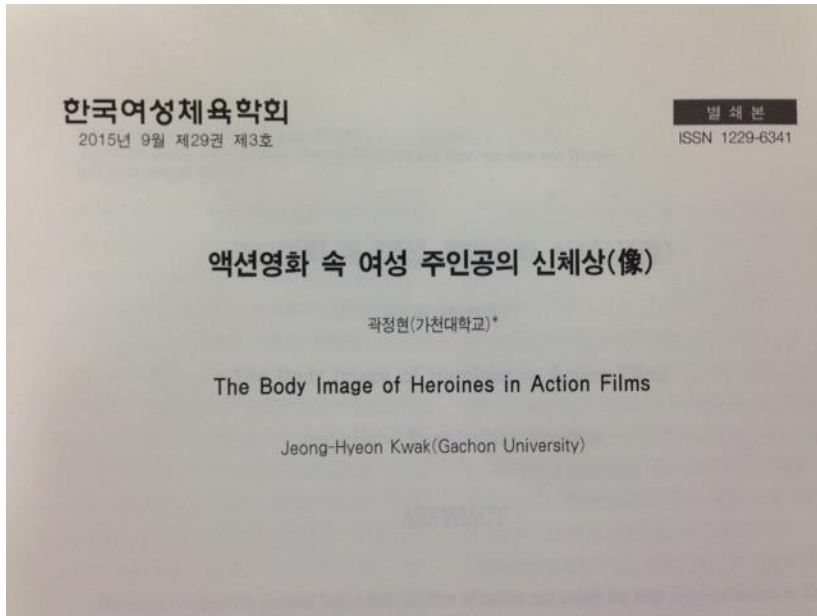 한국여성체육학회
2015년 9월 제29권 제3호
별쇄본
ISSN 1229-6341
액션영화 속 여성 주인공의 신체상(像)
곽정현(가천대학교)*
The Body Image of Heroines in Action Films
Jeong-Hyeon Kwak(Gachon University)